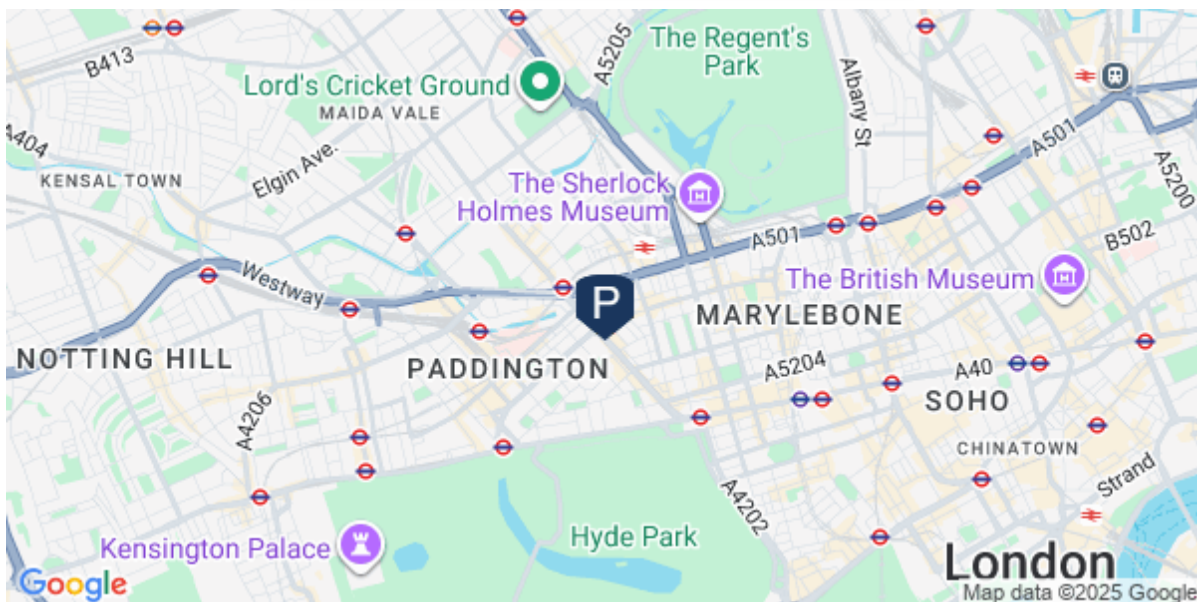 The Regent's
Park
B413
A5205
Lord's Cricket Ground
MAIDA VALE
Albany St
A404
Elgin Ave.
A501
KENSAL TOWN
A5200
The Sherlock
Holmes Museum
A501
B502
Westway
The British Museum
P
MARYLEBONE
NOTTING HILL
PADDINGTON
A5204
A40
SOHO
A4206
CHINATOWN
Strand
A4202
Hyde Park
Kensington Palace
London
Google
Map data ©2025 Google